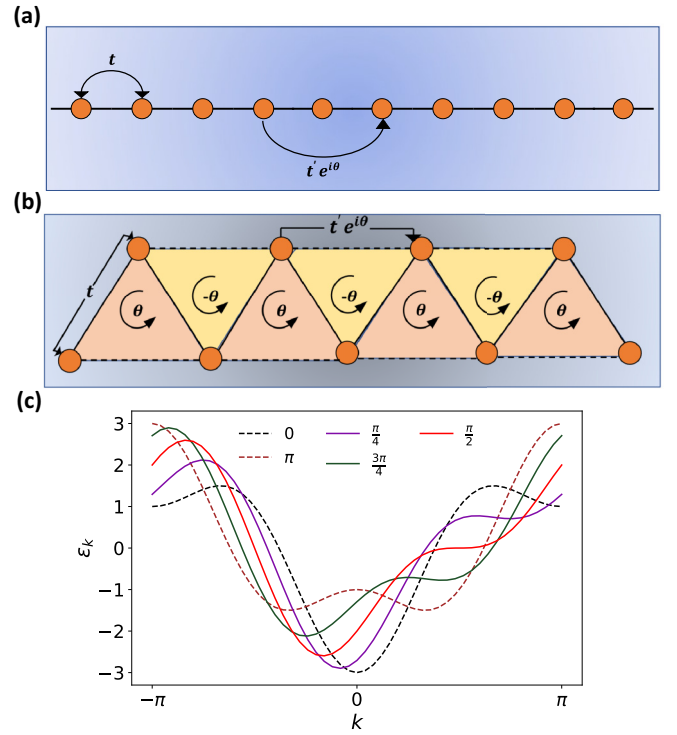 (a)
t
t′ e^{iθ}
(b)
t′ e^{iθ}
t
θ
-θ
θ
-θ
θ
-θ
θ
(c)
3
2
1
0
−1
−2
−3
ε_k
0
π
π/4
3π/4
π/2
−π
0
π
k